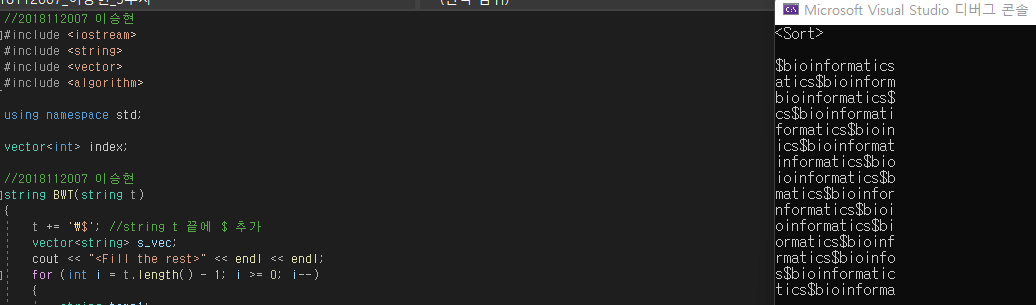 //2018112007 이승현
#include <iostream>
#include <string>
#include <vector>
#include <algorithm>
using namespace std;
vector<int> index;
//2018112007 이승현
string BWT(string t)
{
t += '₩$'; //string t 끝에 $ 추가
vector<string> s_vec;
cout << "<Fill the rest>" << endl << endl;
for (int i = t.length() - 1; i >= 0; i--)
{
Microsoft Visual Studio 디버그 콘솔
<Sort>
$bioinformatics
atics$bioinform
bioinformatics$
cs$bioinformati
formatics$bioin
ics$bioinformat
informatics$bio
ioinformatics$b
matics$bioinfor
nformatics$bioi
oinformatics$bi
ormatics$bioinf
rmatics$bioinfo
s$bioinformatic
tics$bioinforma